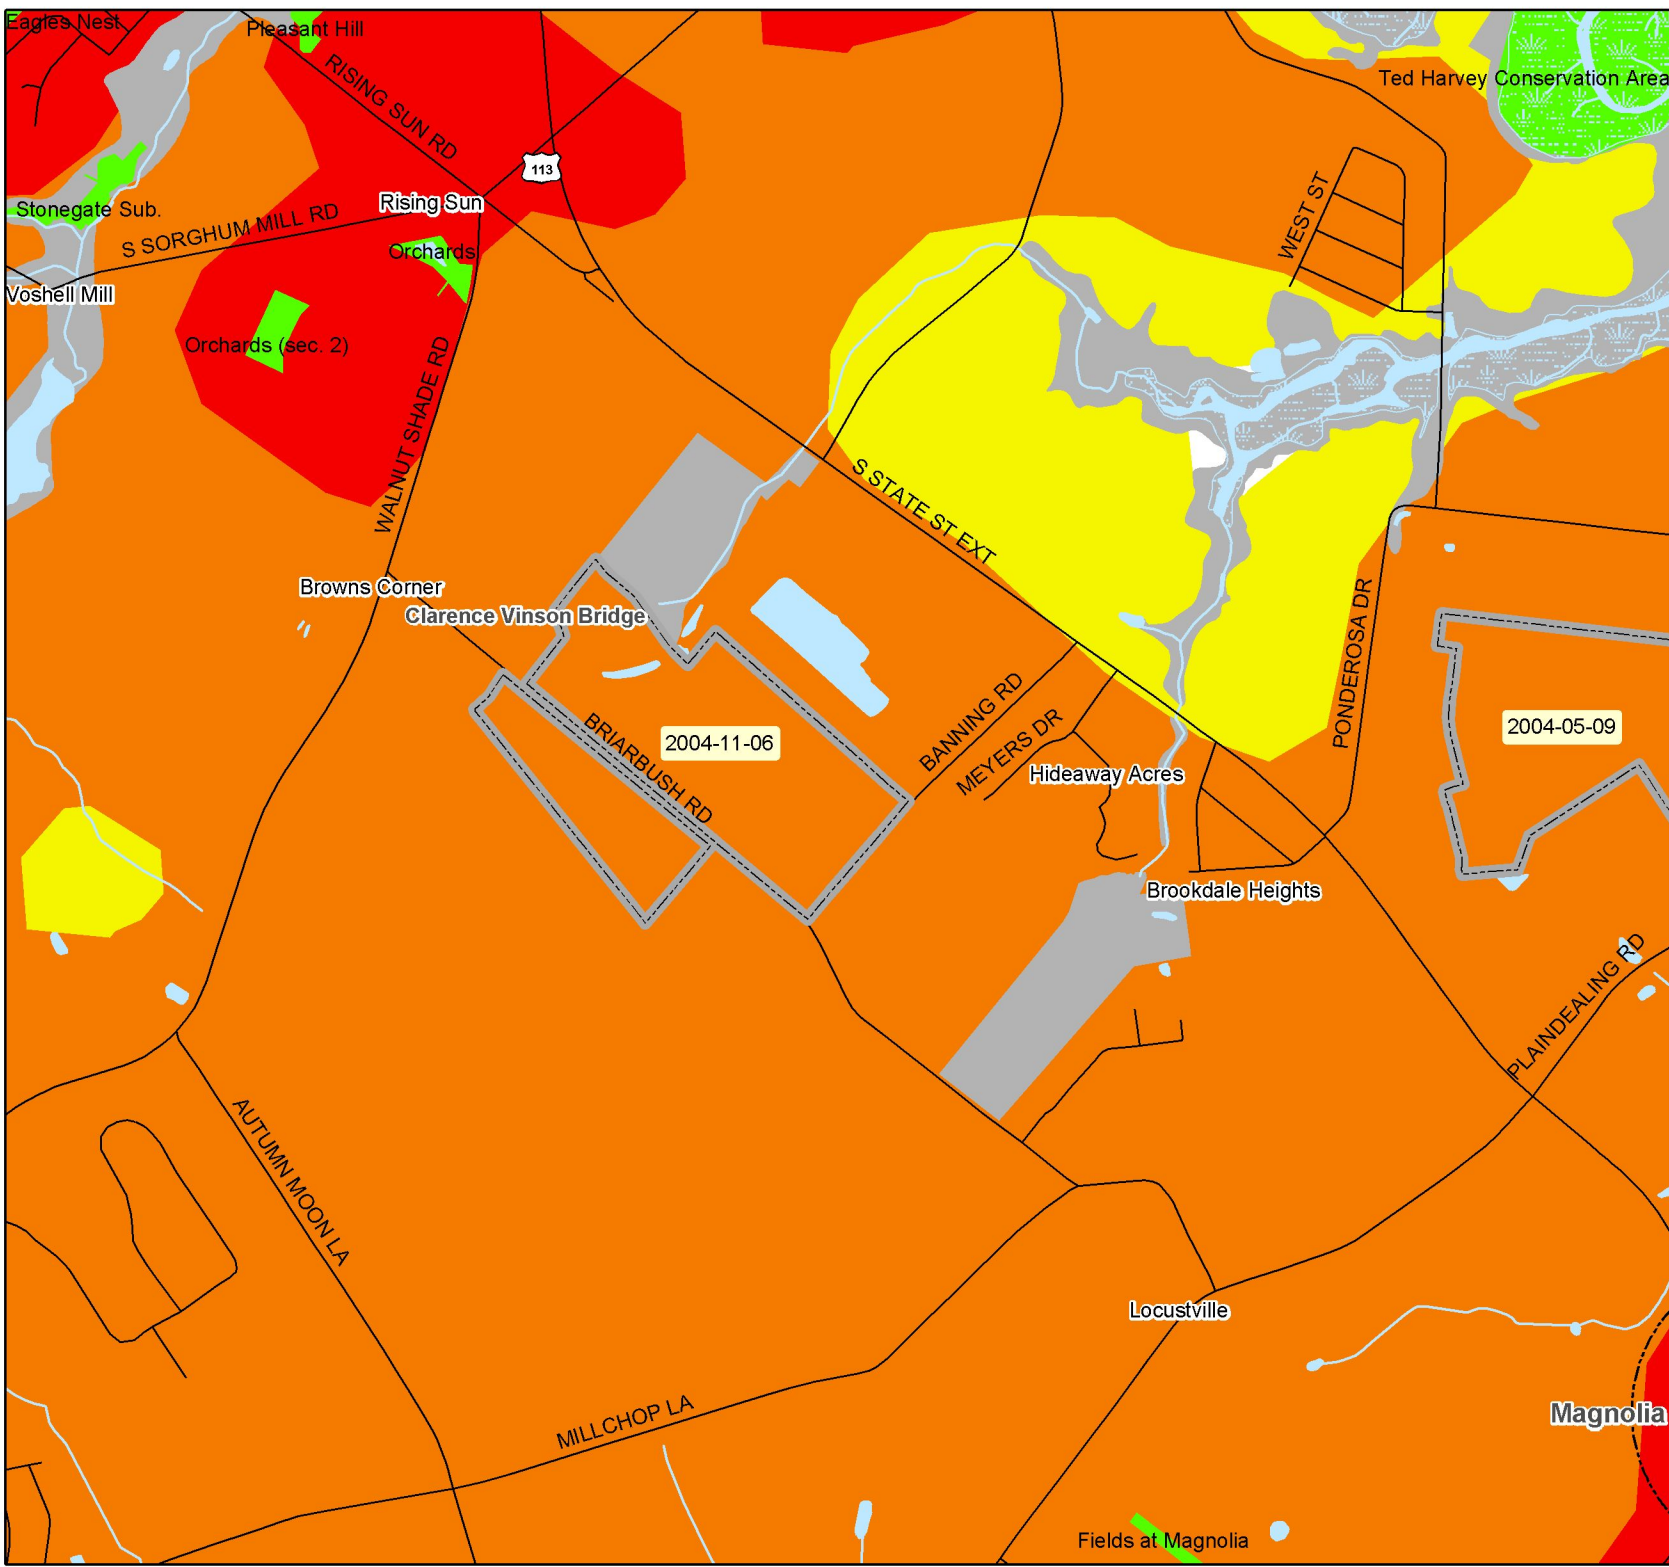 Eagles Nest
Pleasant Hill
RISING SUN RD
Ted Harvey Conservation Area
113
WEST ST
Stonegate Sub.
Rising Sun
S SORGHUM MILL RD
Orchards
Voshell Mill
Orchards (sec. 2)
WALNUT SHADE RD
S STATE ST EXT
Browns Corner
Clarence Vinson Bridge
PONDEROSA DR
BRIARBUSH RD
2004-11-06
BANNING RD
MEYERS DR
2004-05-09
Hideaway Acres
Brookdale Heights
PLAINDEALING RD
AUTUMN MOON LA
Locustville
MILLCHOP LA
Magnolia
Fields at Magnolia